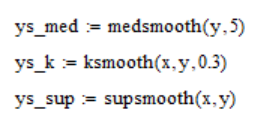 ys_med := medsmooth(y,5)
ys_k := ksmooth(x,y,0.3)
ys_sup := supsmooth(x,y)